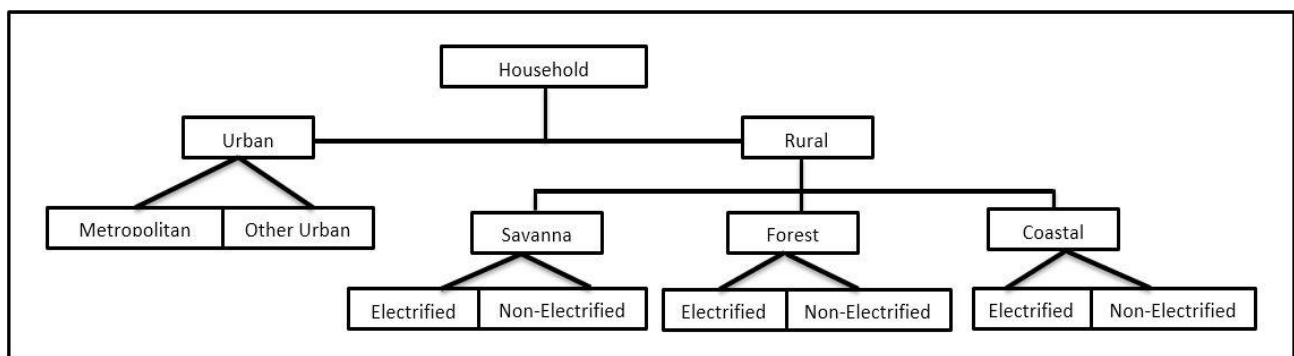 Household
Urban
Rural
Metropolitan
Other Urban
Savanna
Forest
Coastal
Electrified
Non-Electrified
Electrified
Non-Electrified
Electrified
Non-Electrified